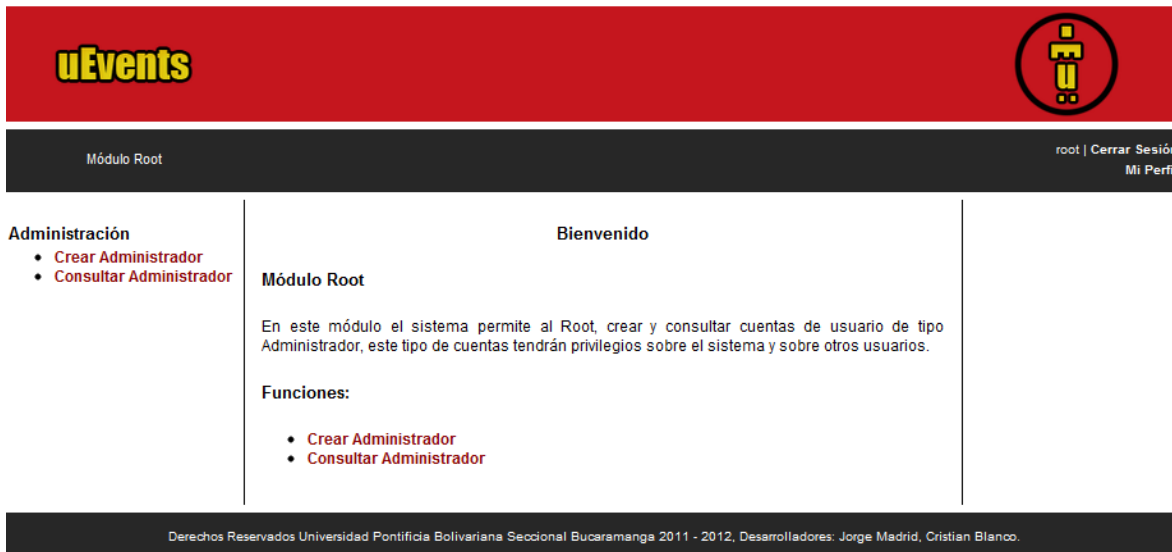 uEvents
Módulo Root
root | Cerrar Sesión
Mi Perfi
Administración
Crear Administrador
Consultar Administrador
Bienvenido
Módulo Root
En este módulo el sistema permite al Root, crear y consultar cuentas de usuario de tipo
Administrador, este tipo de cuentas tendrán privilegios sobre el sistema y sobre otros usuarios.
Funciones:
Crear Administrador
Consultar Administrador
Derechos Reservados Universidad Pontificia Bolivariana Seccional Bucaramanga 2011 - 2012, Desarrolladores: Jorge Madrid, Cristian Blanco.